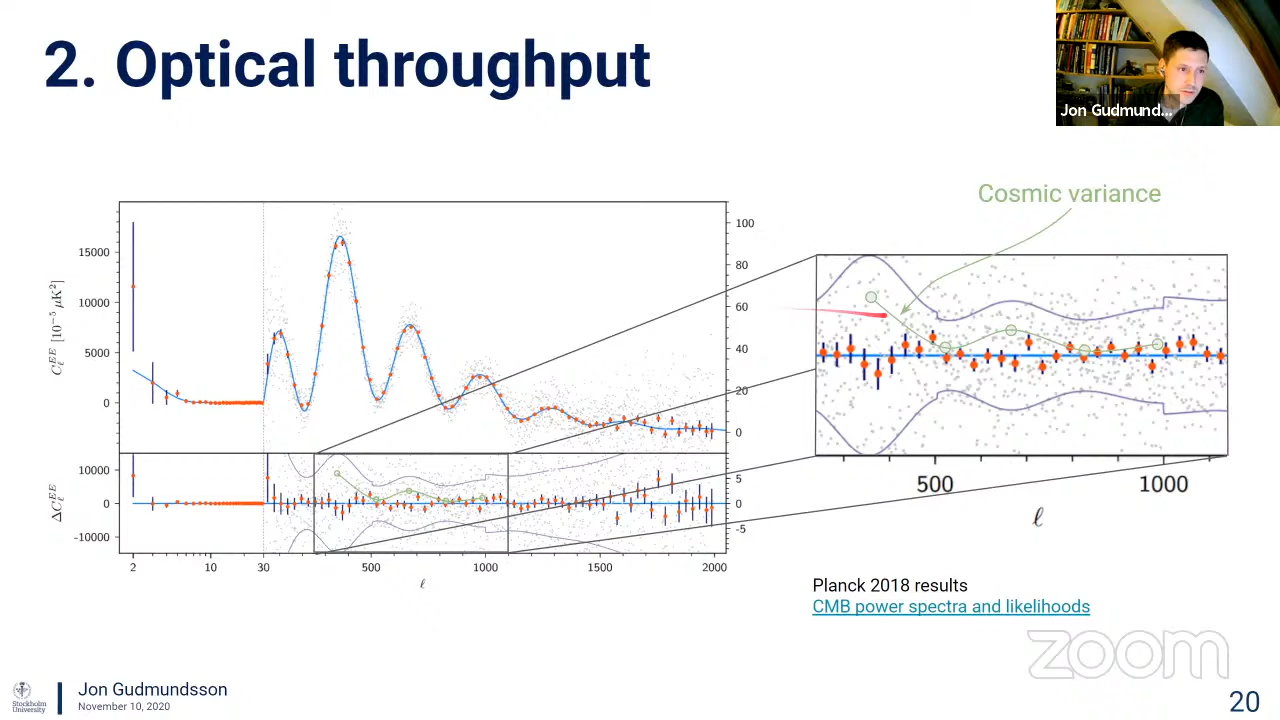 2. Optical throughput
Jon Gudmund...
Cosmic variance
C_ℓ^{EE} [10^{-5} μK^2]
15000
10000
5000
0
100
80
60
40
20
0
ΔC_ℓ^{EE}
10000
0
-10000
5
0
-5
2
10
30
500
1000
1500
2000
ℓ
500
1000
ℓ
Planck 2018 results
CMB power spectra and likelihoods
zoom
Stockholm
University
Jon Gudmundsson
November 10, 2020
20